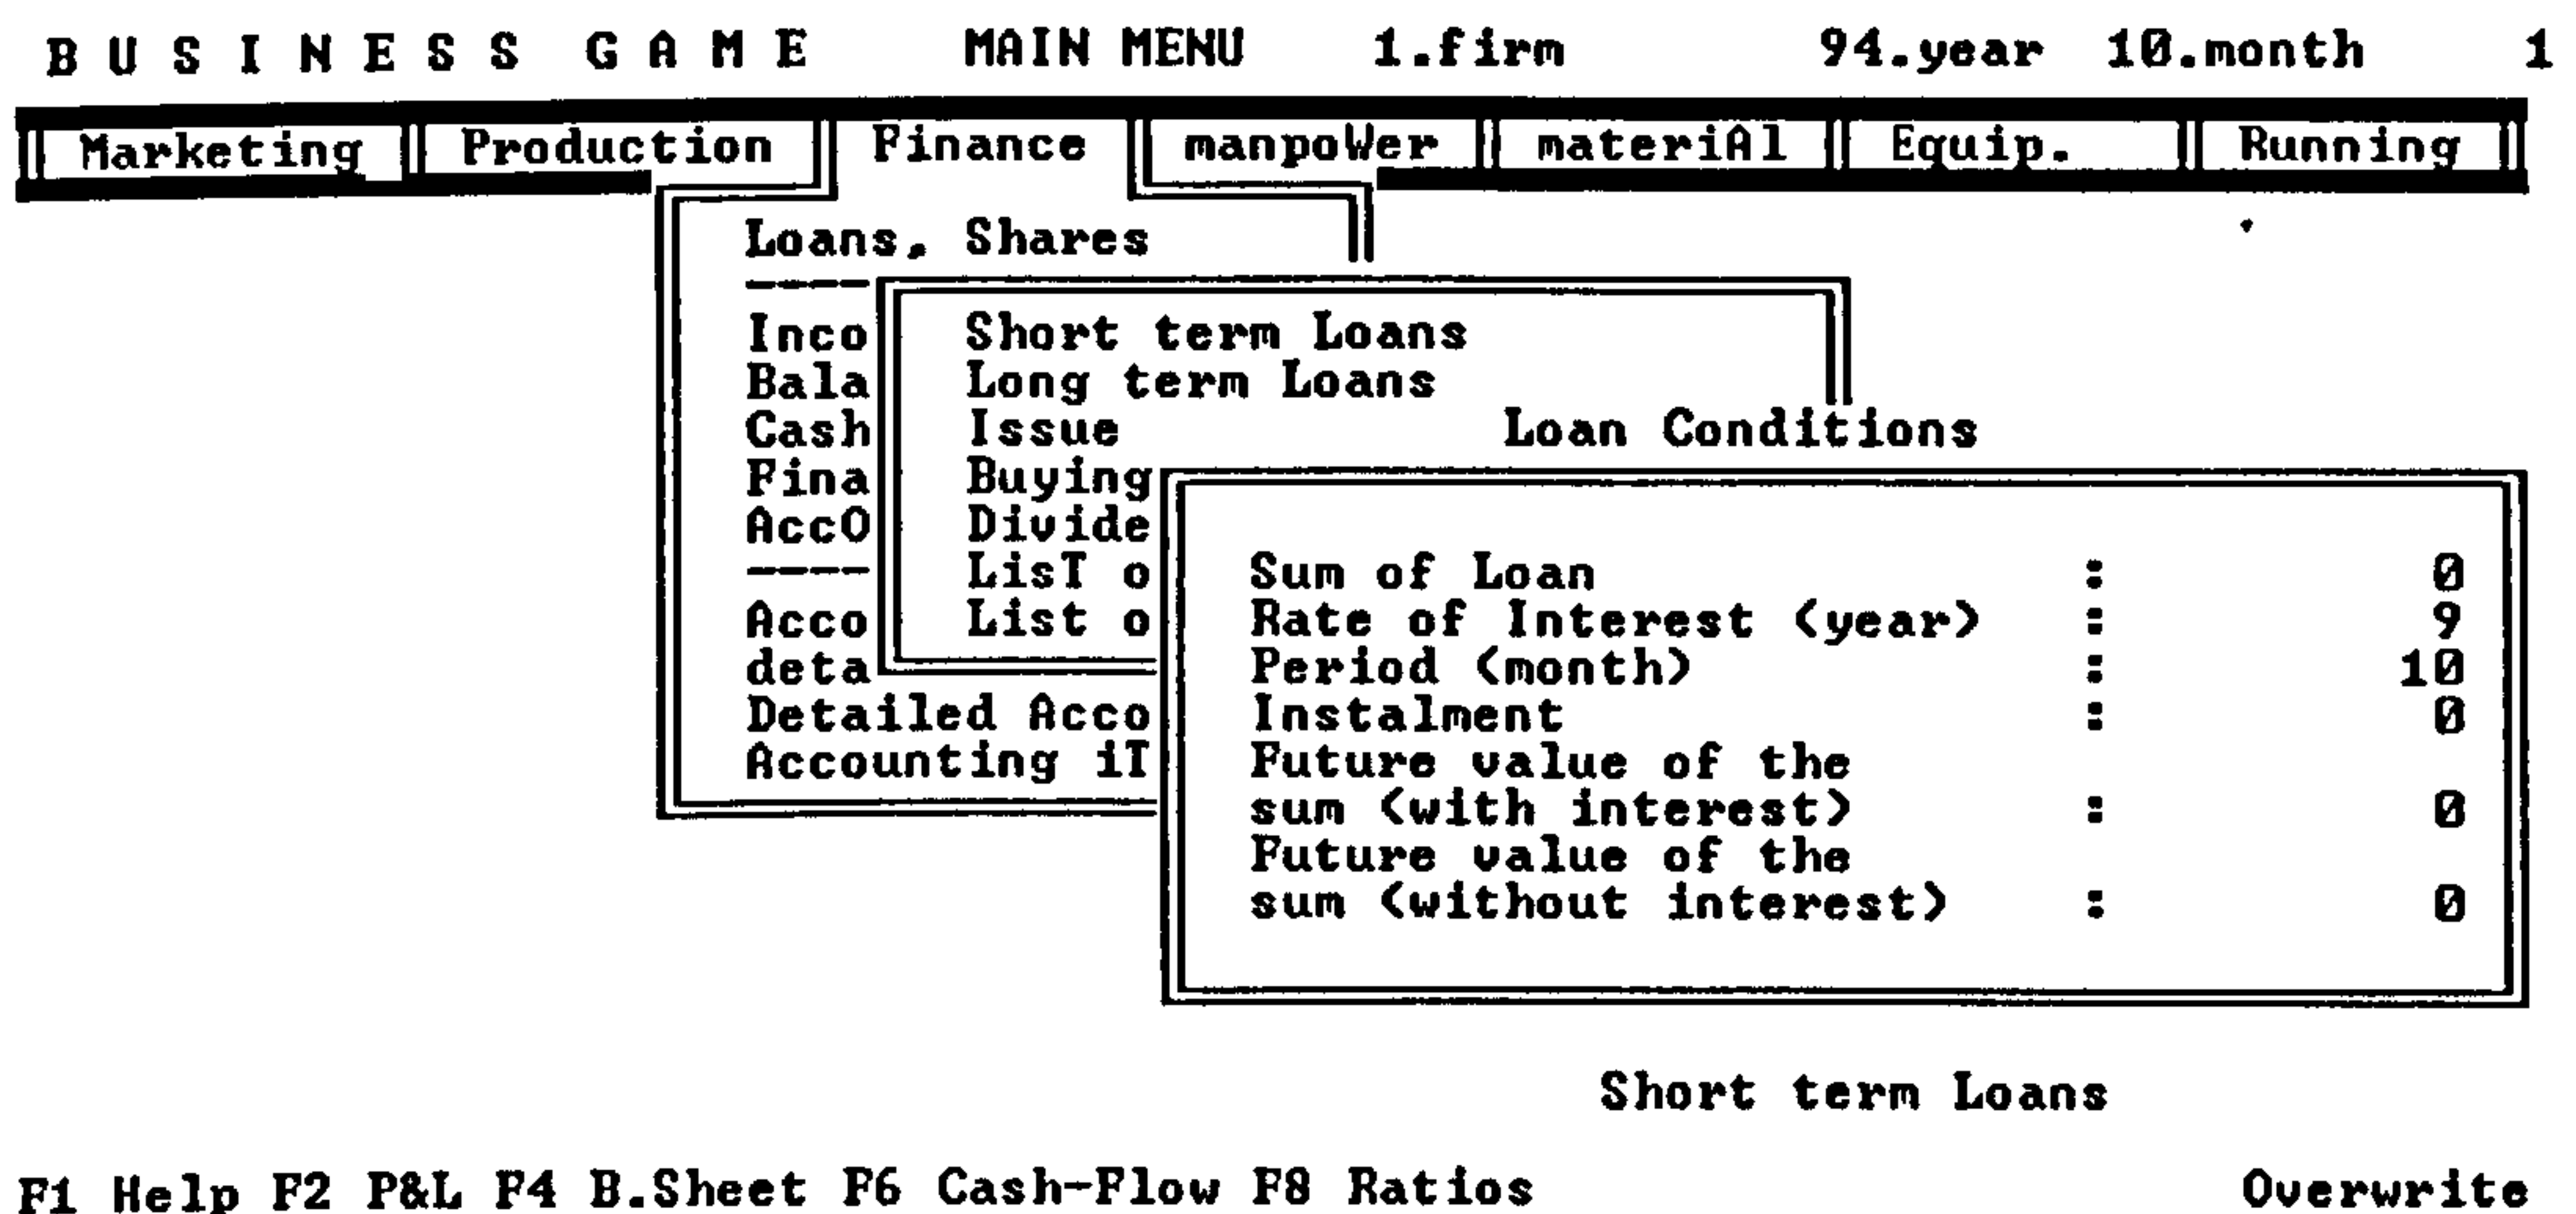 B U S I N E S S  G A M E MAIN MENU 1.firm 94.year 10.month 1
Marketing Production Finance manpoWer materiAl Equip. Running
Loans, Shares
----
Inco Short term Loans
Bala Long term Loans
Cash Issue Loan Conditions
Fina Buying
AccO Divide
---- LisT o Sum of Loan : 0
Acco List o Rate of Interest (year) : 9
deta Period (month) : 10
Detailed Acco Instalment : 0
Accounting iT Future value of the
sum (with interest) : 0
Future value of the
sum (without interest) : 0
Short term Loans
F1 Help F2 P&L F4 B.Sheet F6 Cash-Flow F8 Ratios Overwrite